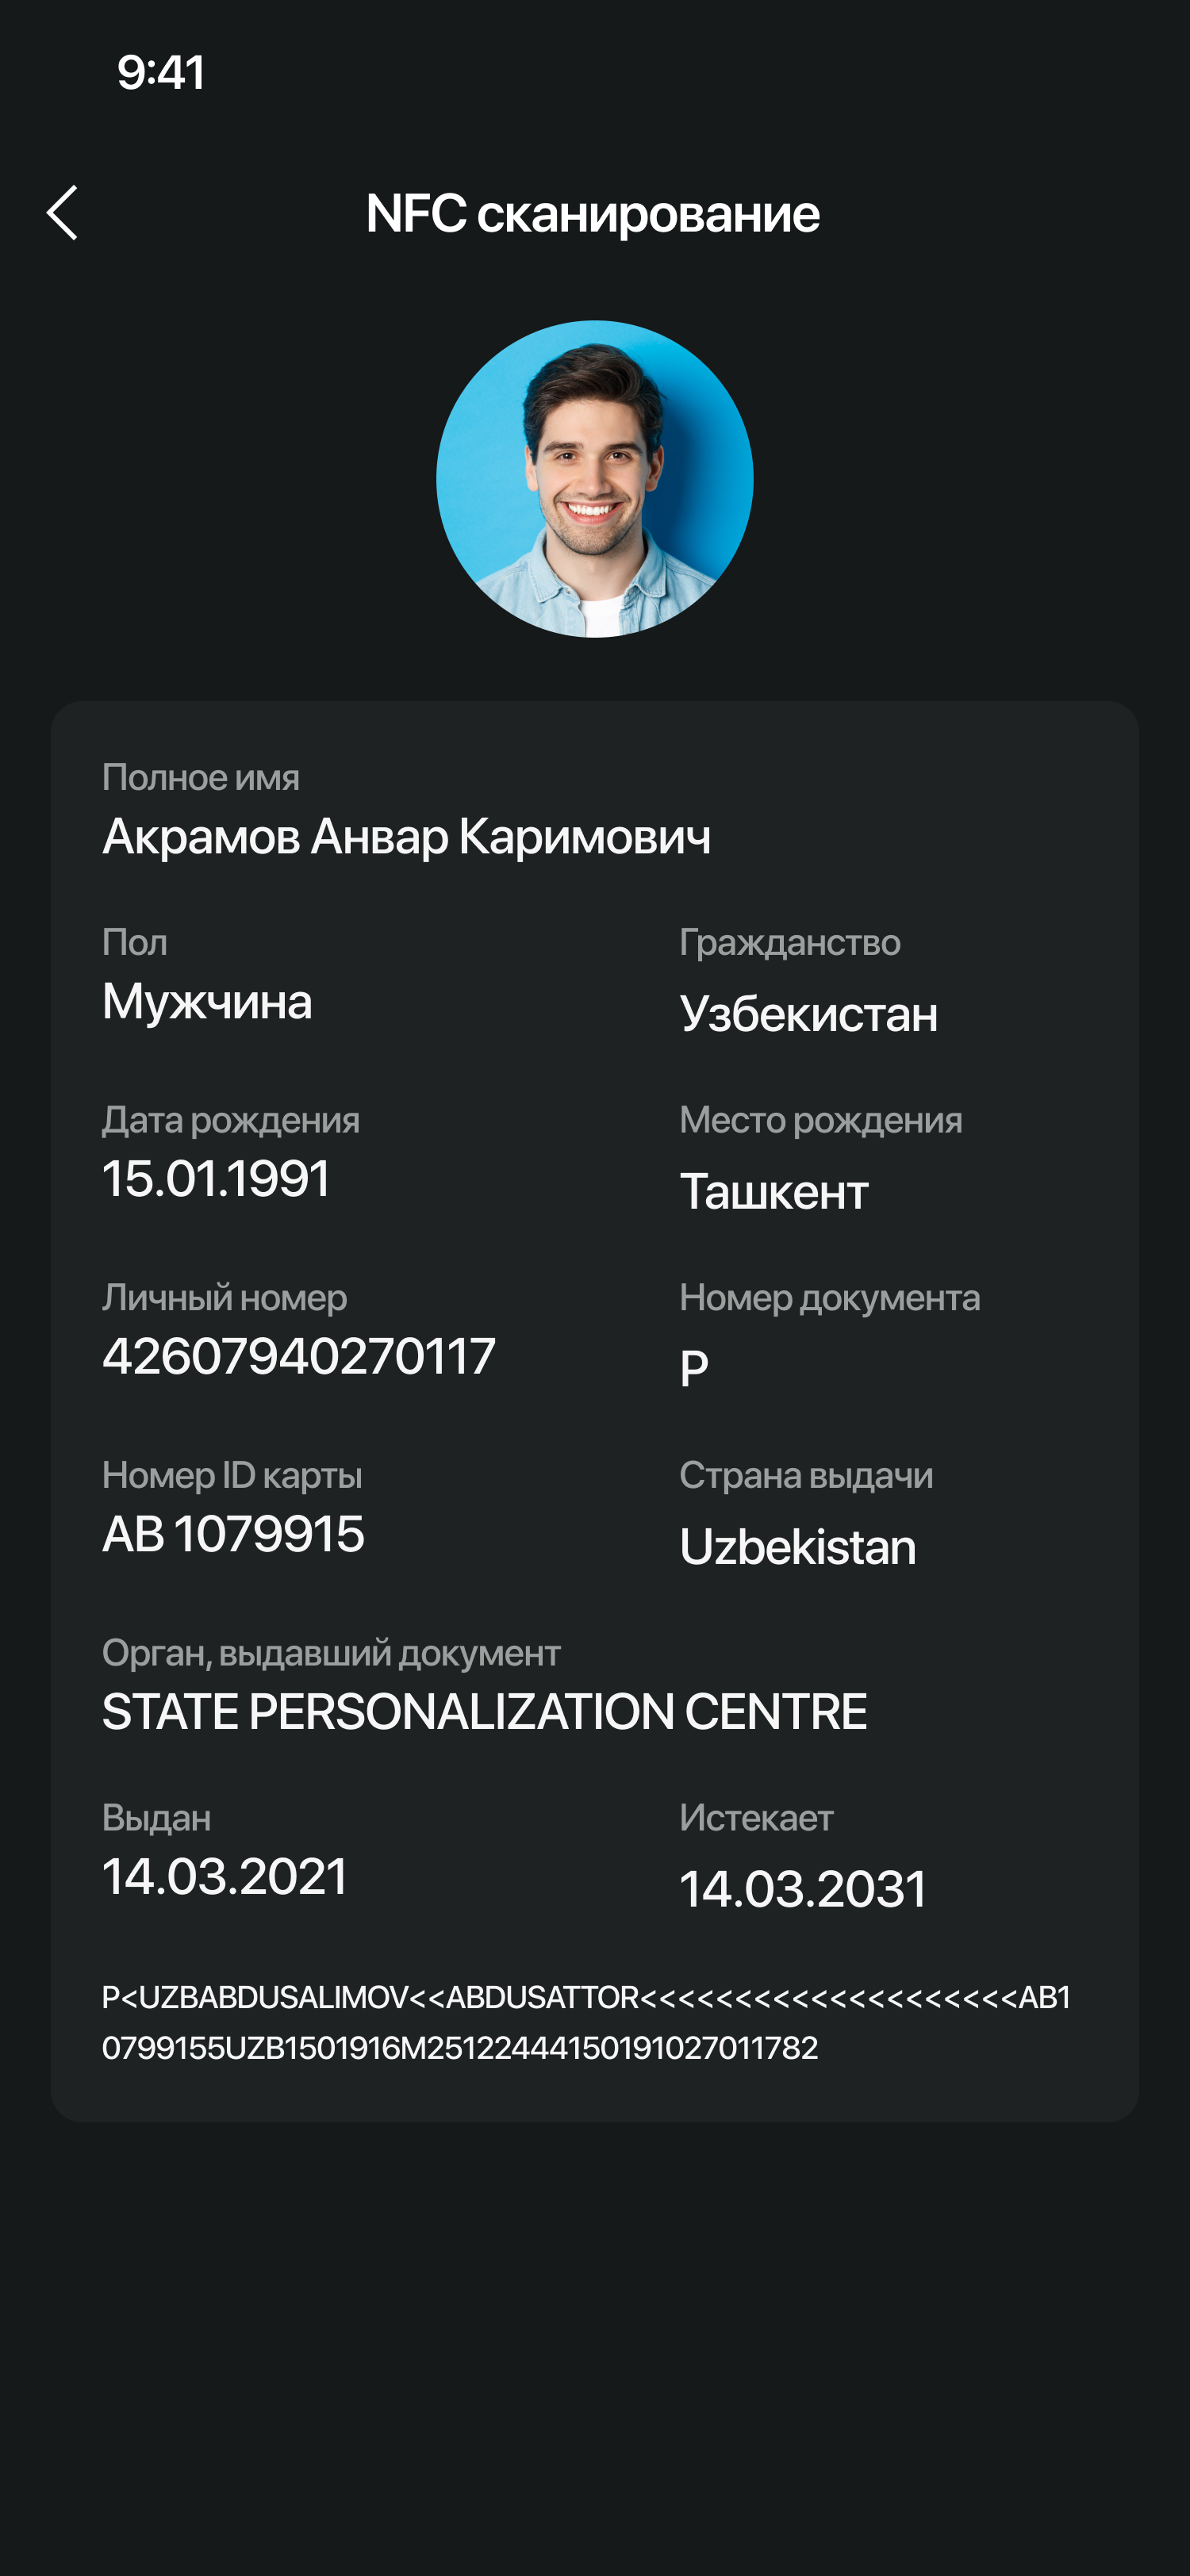 9:41
NFC сканирование
Полное имя
Акрамов Анвар Каримович
Пол
Мужчина
Гражданство
Узбекистан
Дата рождения
15.01.1991
Место рождения
Ташкент
Личный номер
42607940270117
Номер документа
P
Номер ID карты
AB 1079915
Страна выдачи
Uzbekistan
Орган, выдавший документ
STATE PERSONALIZATION CENTRE
Выдан
14.03.2021
Истекает
14.03.2031
P<UZBABDUSALIMOV<<ABDUSATTOR<<<<<<<<<<<<<<<<<<<<AB1
0799155UZB1501916M25122444150191027011782